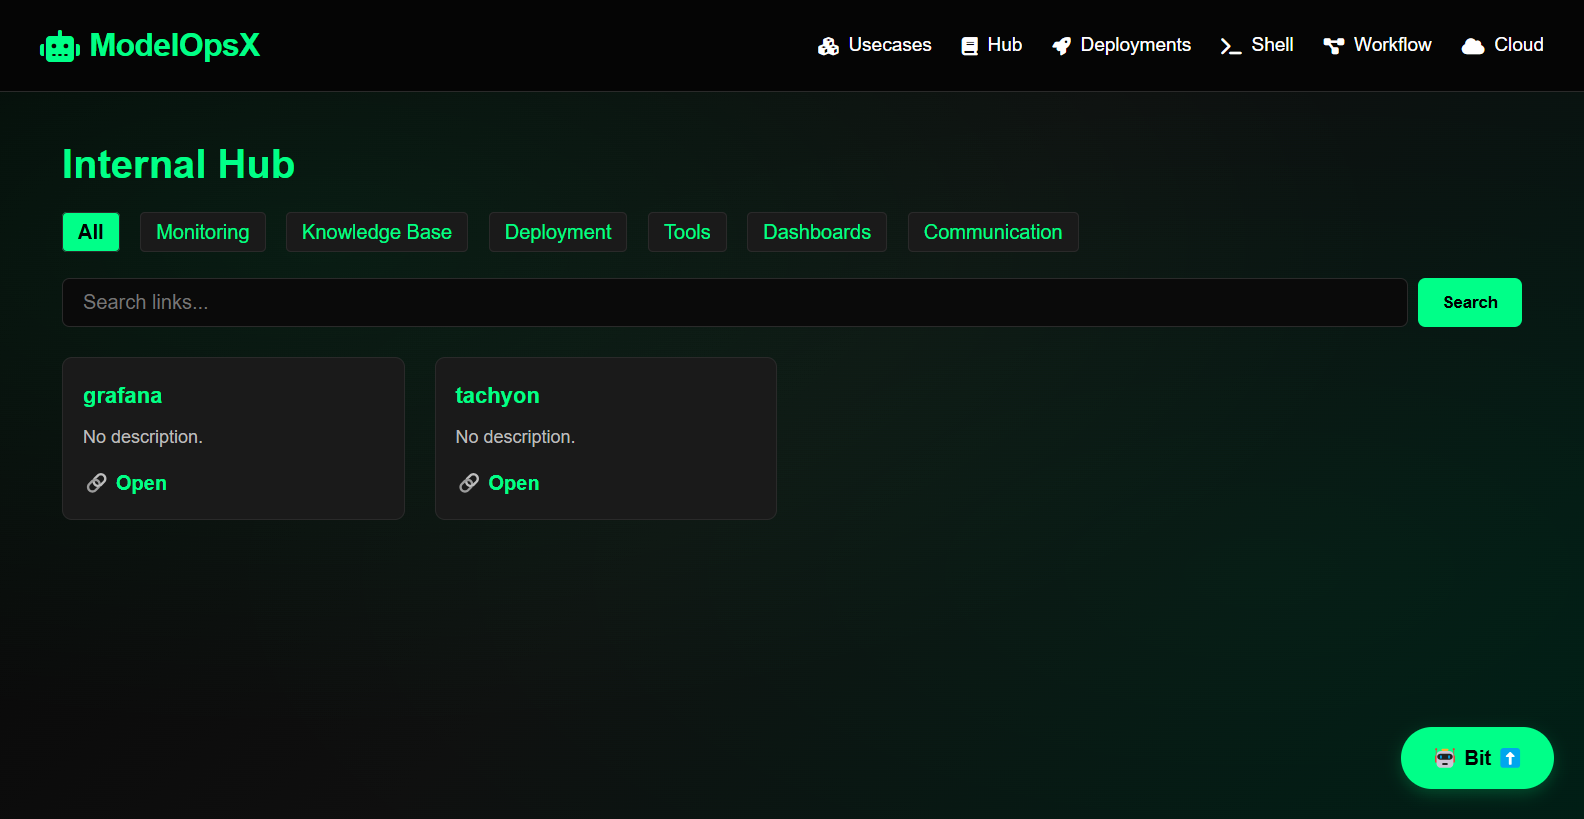 ModelOpsX
Usecases Hub Deployments Shell Workflow Cloud
Internal Hub
All Monitoring Knowledge Base Deployment Tools Dashboards Communication
Search links... Search
grafana
No description.
Open
tachyon
No description.
Open
Bit